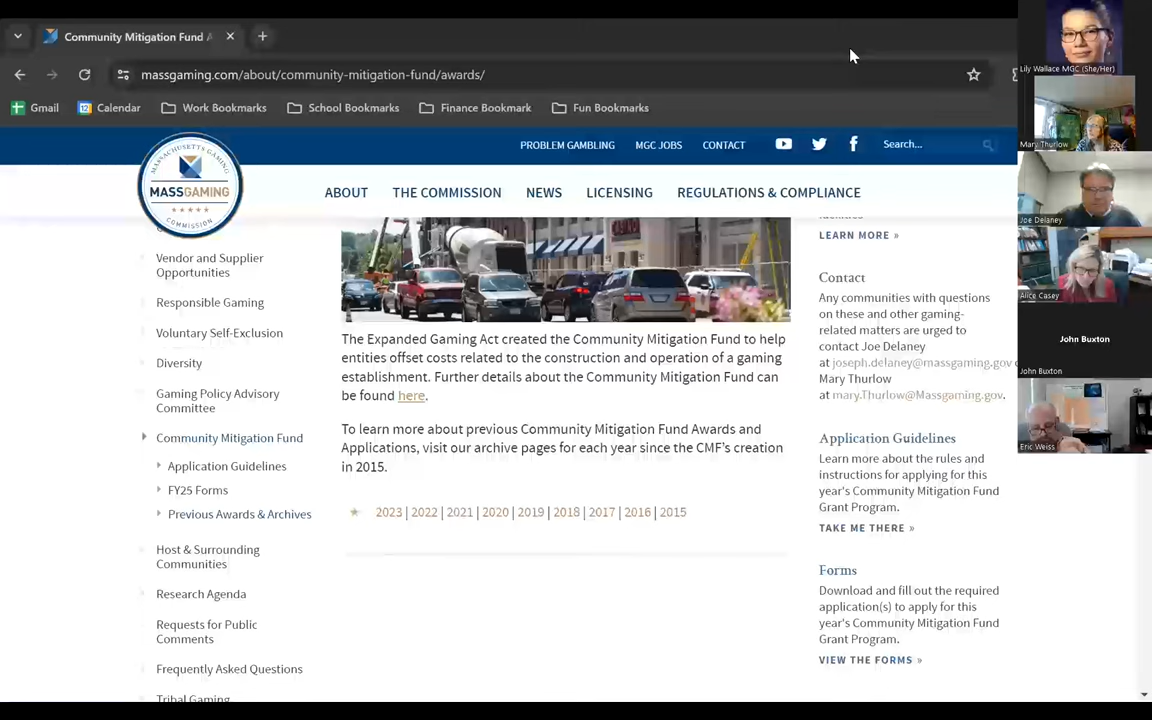 Community Mitigation Fund A
massgaming.com/about/community-mitigation-fund/awards/
Gmail
Calendar
Work Bookmarks
School Bookmarks
Finance Bookmark
Fun Bookmarks
PROBLEM GAMBLING
MGC JOBS
CONTACT
Search...
MASSACHUSETTS GAMING
MASSGAMING
COMMISSION
ABOUT
THE COMMISSION
NEWS
LICENSING
REGULATIONS & COMPLIANCE
Vendor and Supplier
Opportunities
Responsible Gaming
Voluntary Self-Exclusion
Diversity
Gaming Policy Advisory
Committee
Community Mitigation Fund
Application Guidelines
FY25 Forms
Previous Awards & Archives
Host & Surrounding
Communities
Research Agenda
Requests for Public
Comments
Frequently Asked Questions
Tribal Gaming
The Expanded Gaming Act created the Community Mitigation Fund to help
entities offset costs related to the construction and operation of a gaming
establishment. Further details about the Community Mitigation Fund can
be found here.
To learn more about previous Community Mitigation Fund Awards and
Applications, visit our archive pages for each year since the CMF's creation
in 2015.
2023 | 2022 | 2021 | 2020 | 2019 | 2018 | 2017 | 2016 | 2015
LEARN MORE »
Contact
Any communities with questions
on these and other gaming-
related matters are urged to
contact Joe Delaney
at joseph.delaney@massgaming.gov
Mary Thurlow
at mary.Thurlow@Massgaming.gov.
Application Guidelines
Learn more about the rules and
instructions for applying for this
year's Community Mitigation Fund
Grant Program.
TAKE ME THERE »
Forms
Download and fill out the required
application(s) to apply for this
year's Community Mitigation Fund
Grant Program.
VIEW THE FORMS »
Lily Wallace MGC (She/Her)
Mary Thurlow
Joe Delaney
Alice Casey
John Buxton
John Buxton
Eric Weiss